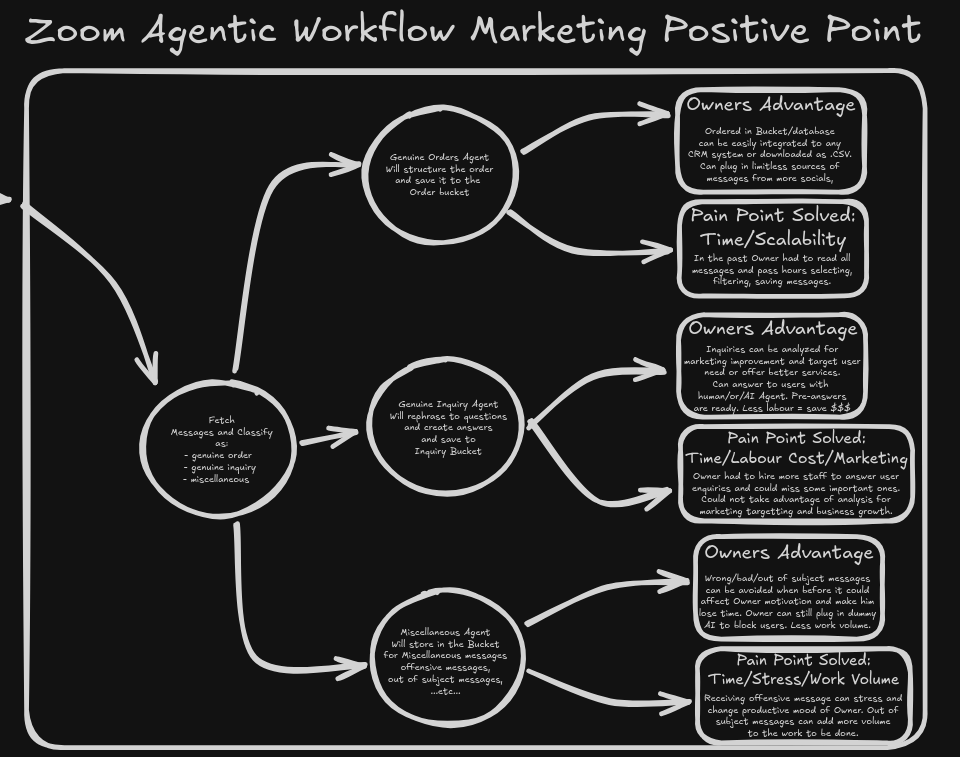 Zoom Agentic Workflow Marketing Positive Point
Fetch
Messages and Classify
as:
- genuine order
- genuine inquiry
- miscellaneous
Genuine Orders Agent
Will structure the order
and save it to the
Order bucket
Owners Advantage
Ordered in Bucket/database
can be easily integrated to any
CRM system or downloaded as .CSV.
Can plug in limitless sources of
messages from more socials,
Pain Point Solved:
Time/Scalability
In the past Owner had to read all
messages and pass hours selecting,
filtering, saving messages.
Genuine Inquiry Agent
Will rephrase to questions
and create answers
and save to
Inquiry Bucket
Owners Advantage
Inquiries can be analyzed for
marketing improvement and target user
need or offer better services.
Can answer to users with
human/or/AI Agent. Pre-answers
are ready. Less labour = save $$$
Pain Point Solved:
Time/Labour Cost/Marketing
Owner had to hire more staff to answer user
enquiries and could miss some important ones.
Could not take advantage of analysis for
marketing targetting and business growth.
Miscellaneous Agent
Will store in the Bucket
for Miscellaneous messages
offensive messages,
out of subject messages,
...etc...
Owners Advantage
Wrong/bad/out of subject messages
can be avoided when before it could
affect Owner motivation and make him
lose time. Owner can still plug in dummy
AI to block users. Less work volume.
Pain Point Solved:
Time/Stress/Work Volume
Receiving offensive message can stress and
change productive mood of Owner. Out of
subject messages can add more volume
to the work to be done.